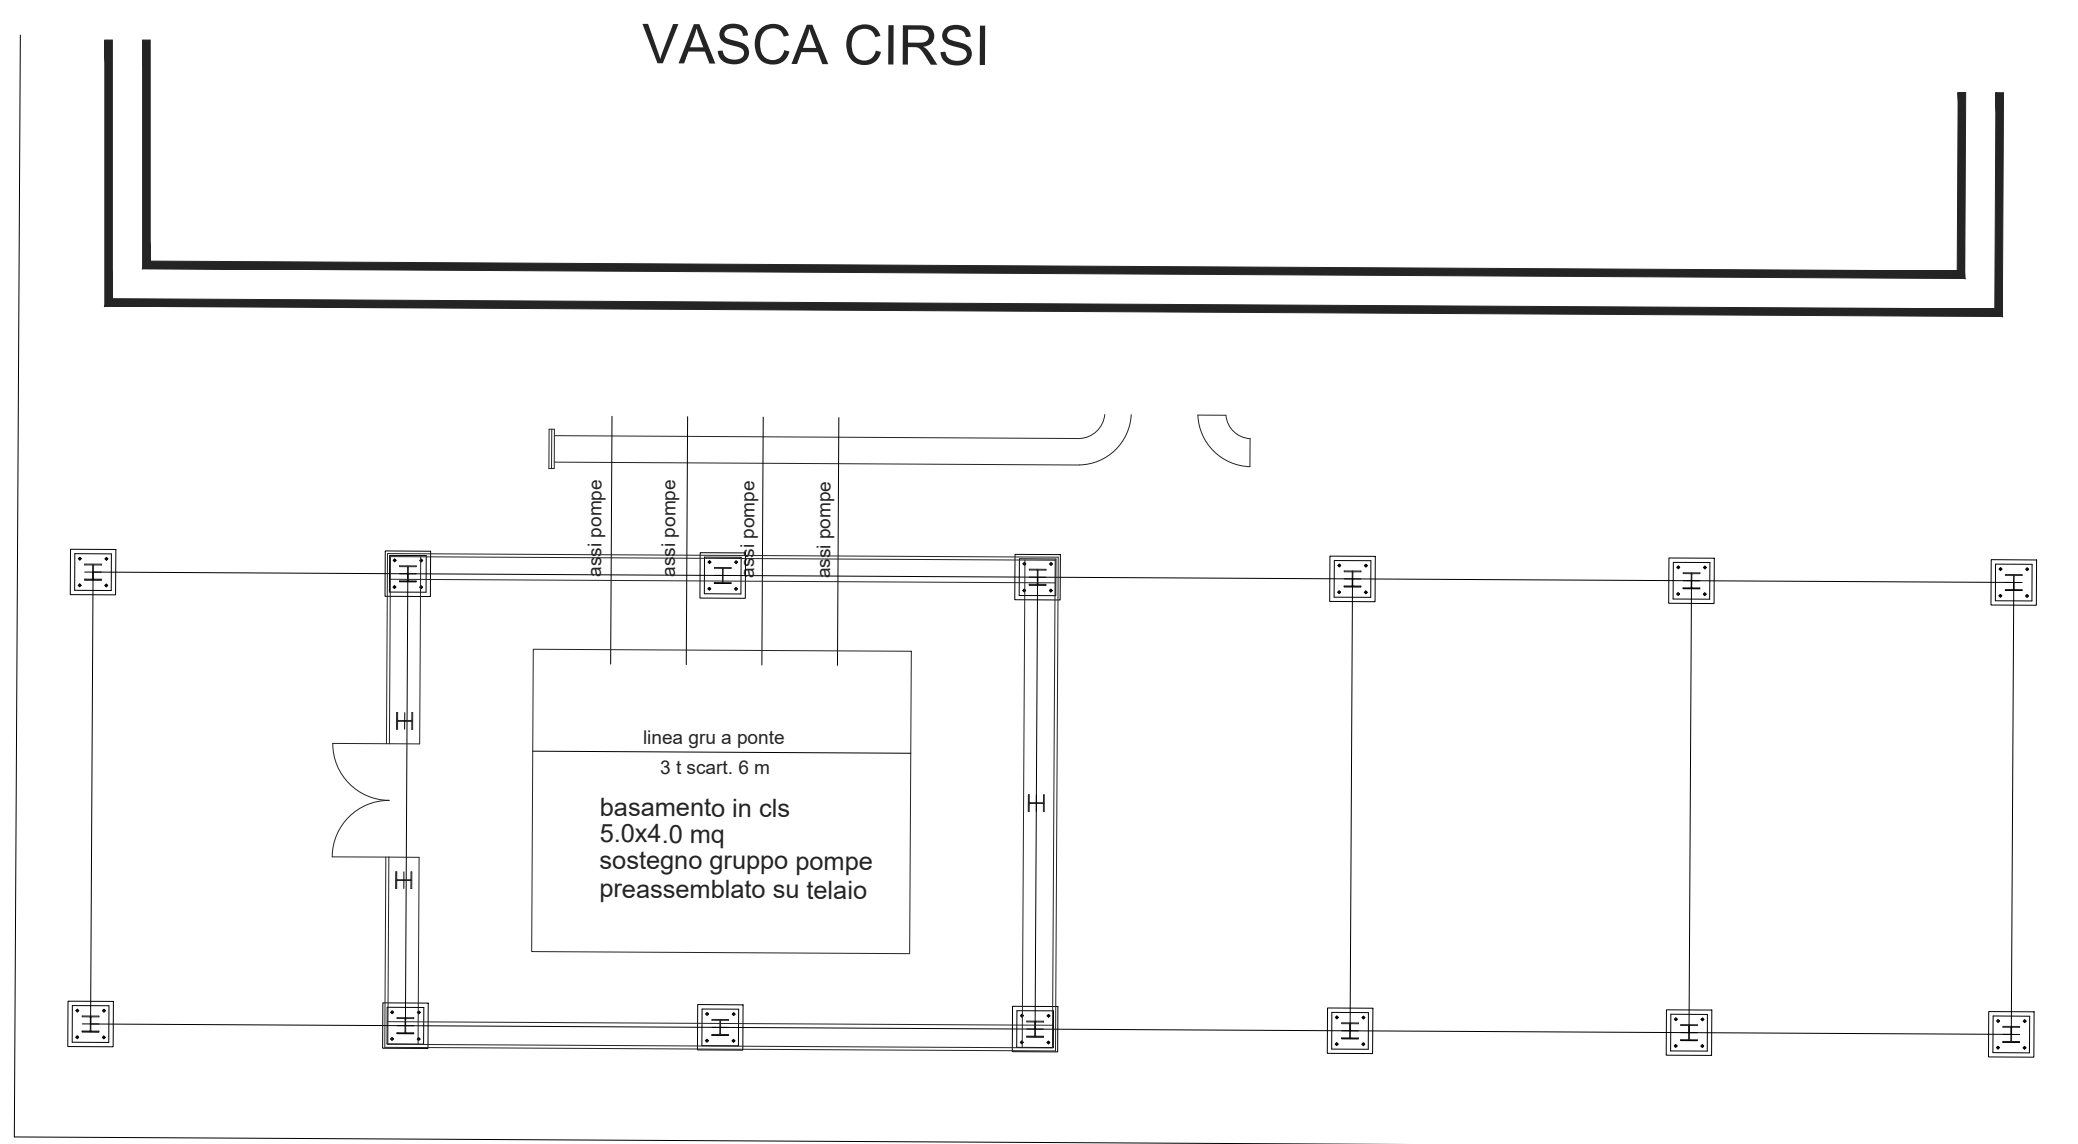 VASCA CIRSI
assi pompe
assi pompe
assi pompe
assi pompe
linea gru a ponte
3 t scart. 6 m
basamento in cls
5.0x4.0 mq
sostegno gruppo pompe
preassemblato su telaio